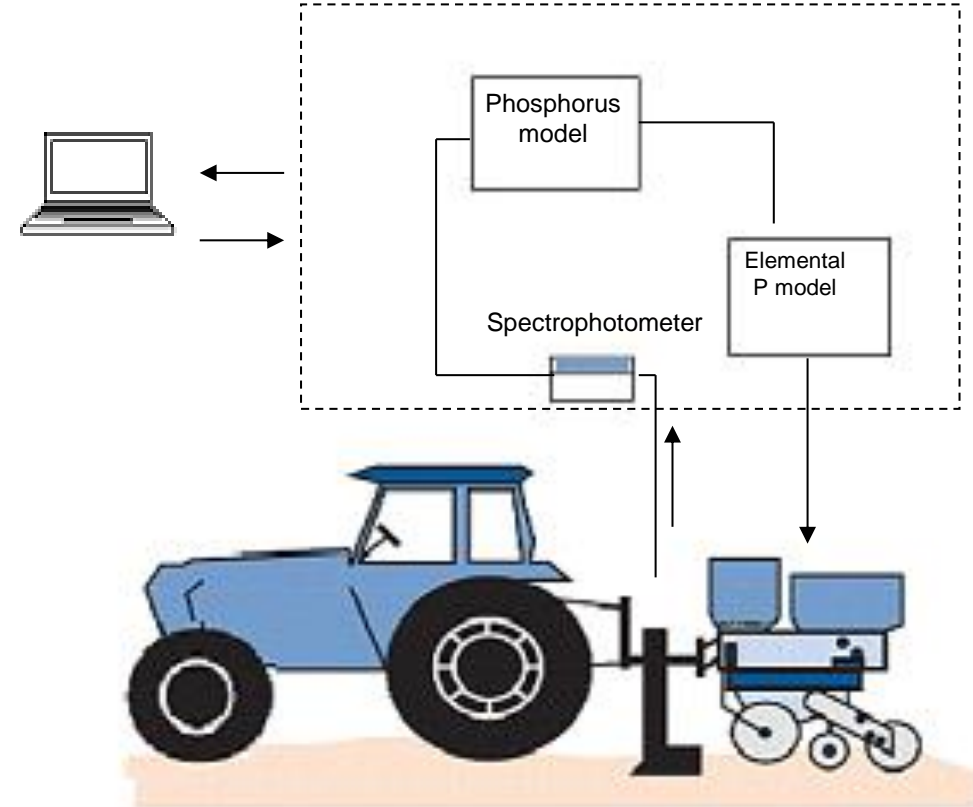 Phosphorus
model
Elemental
P model
Spectrophotometer